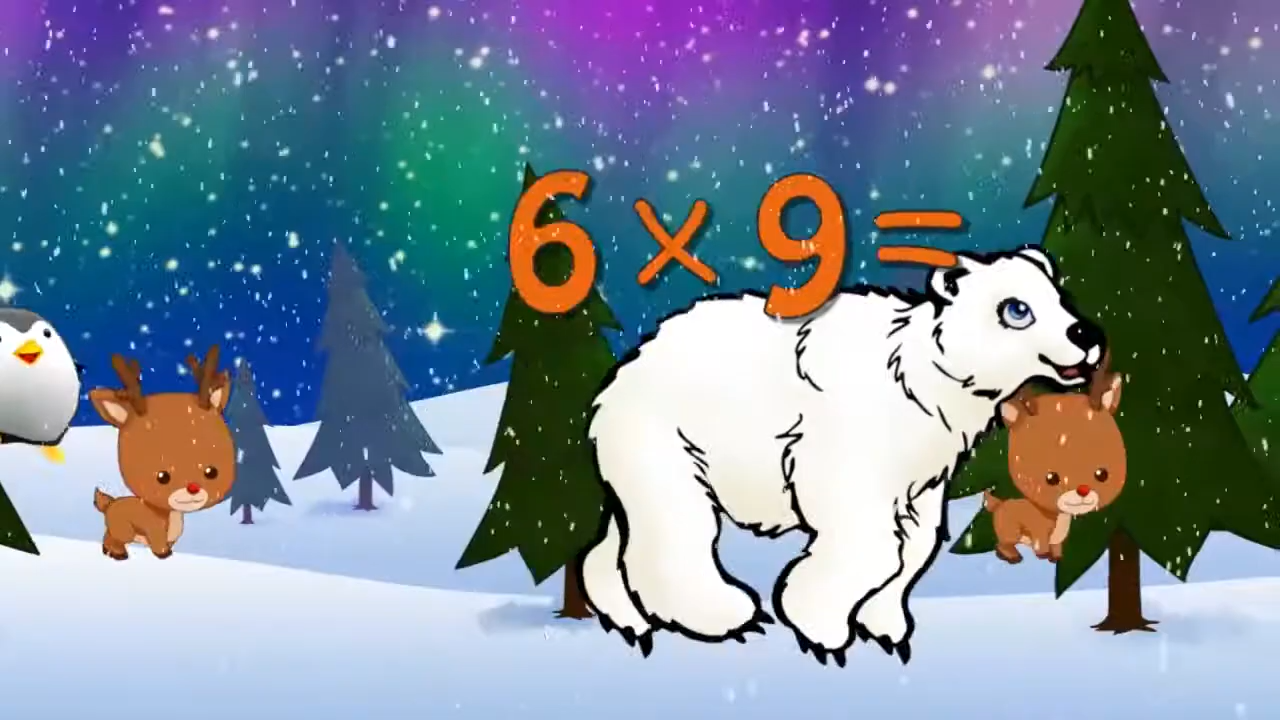 6 × 9 =